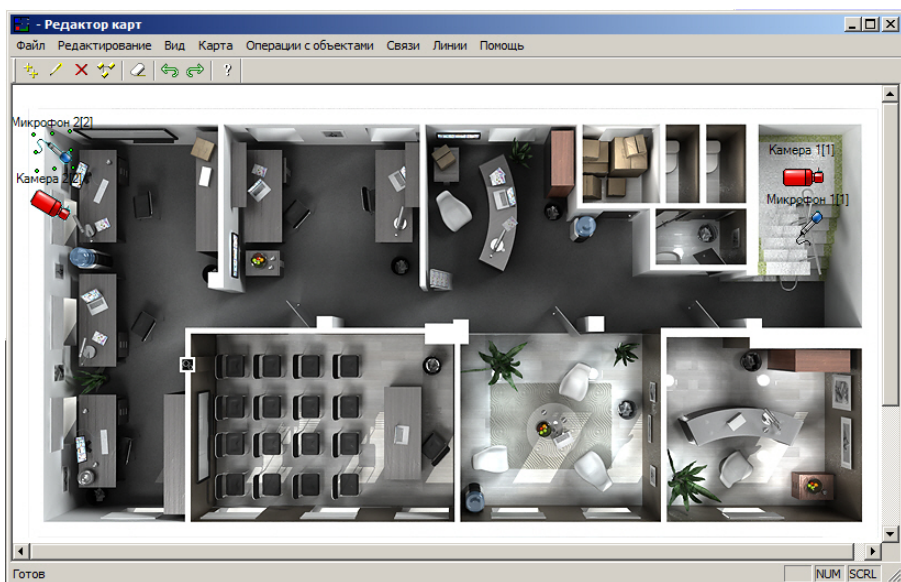 - Редактор карт
Файл Редактирование Вид Карта Операции с объектами Связи Линии Помощь
Микрофон 2[2]
Камера 2[2]
Камера 1[1]
Микрофон 1[1]
Готов
NUM SCRL